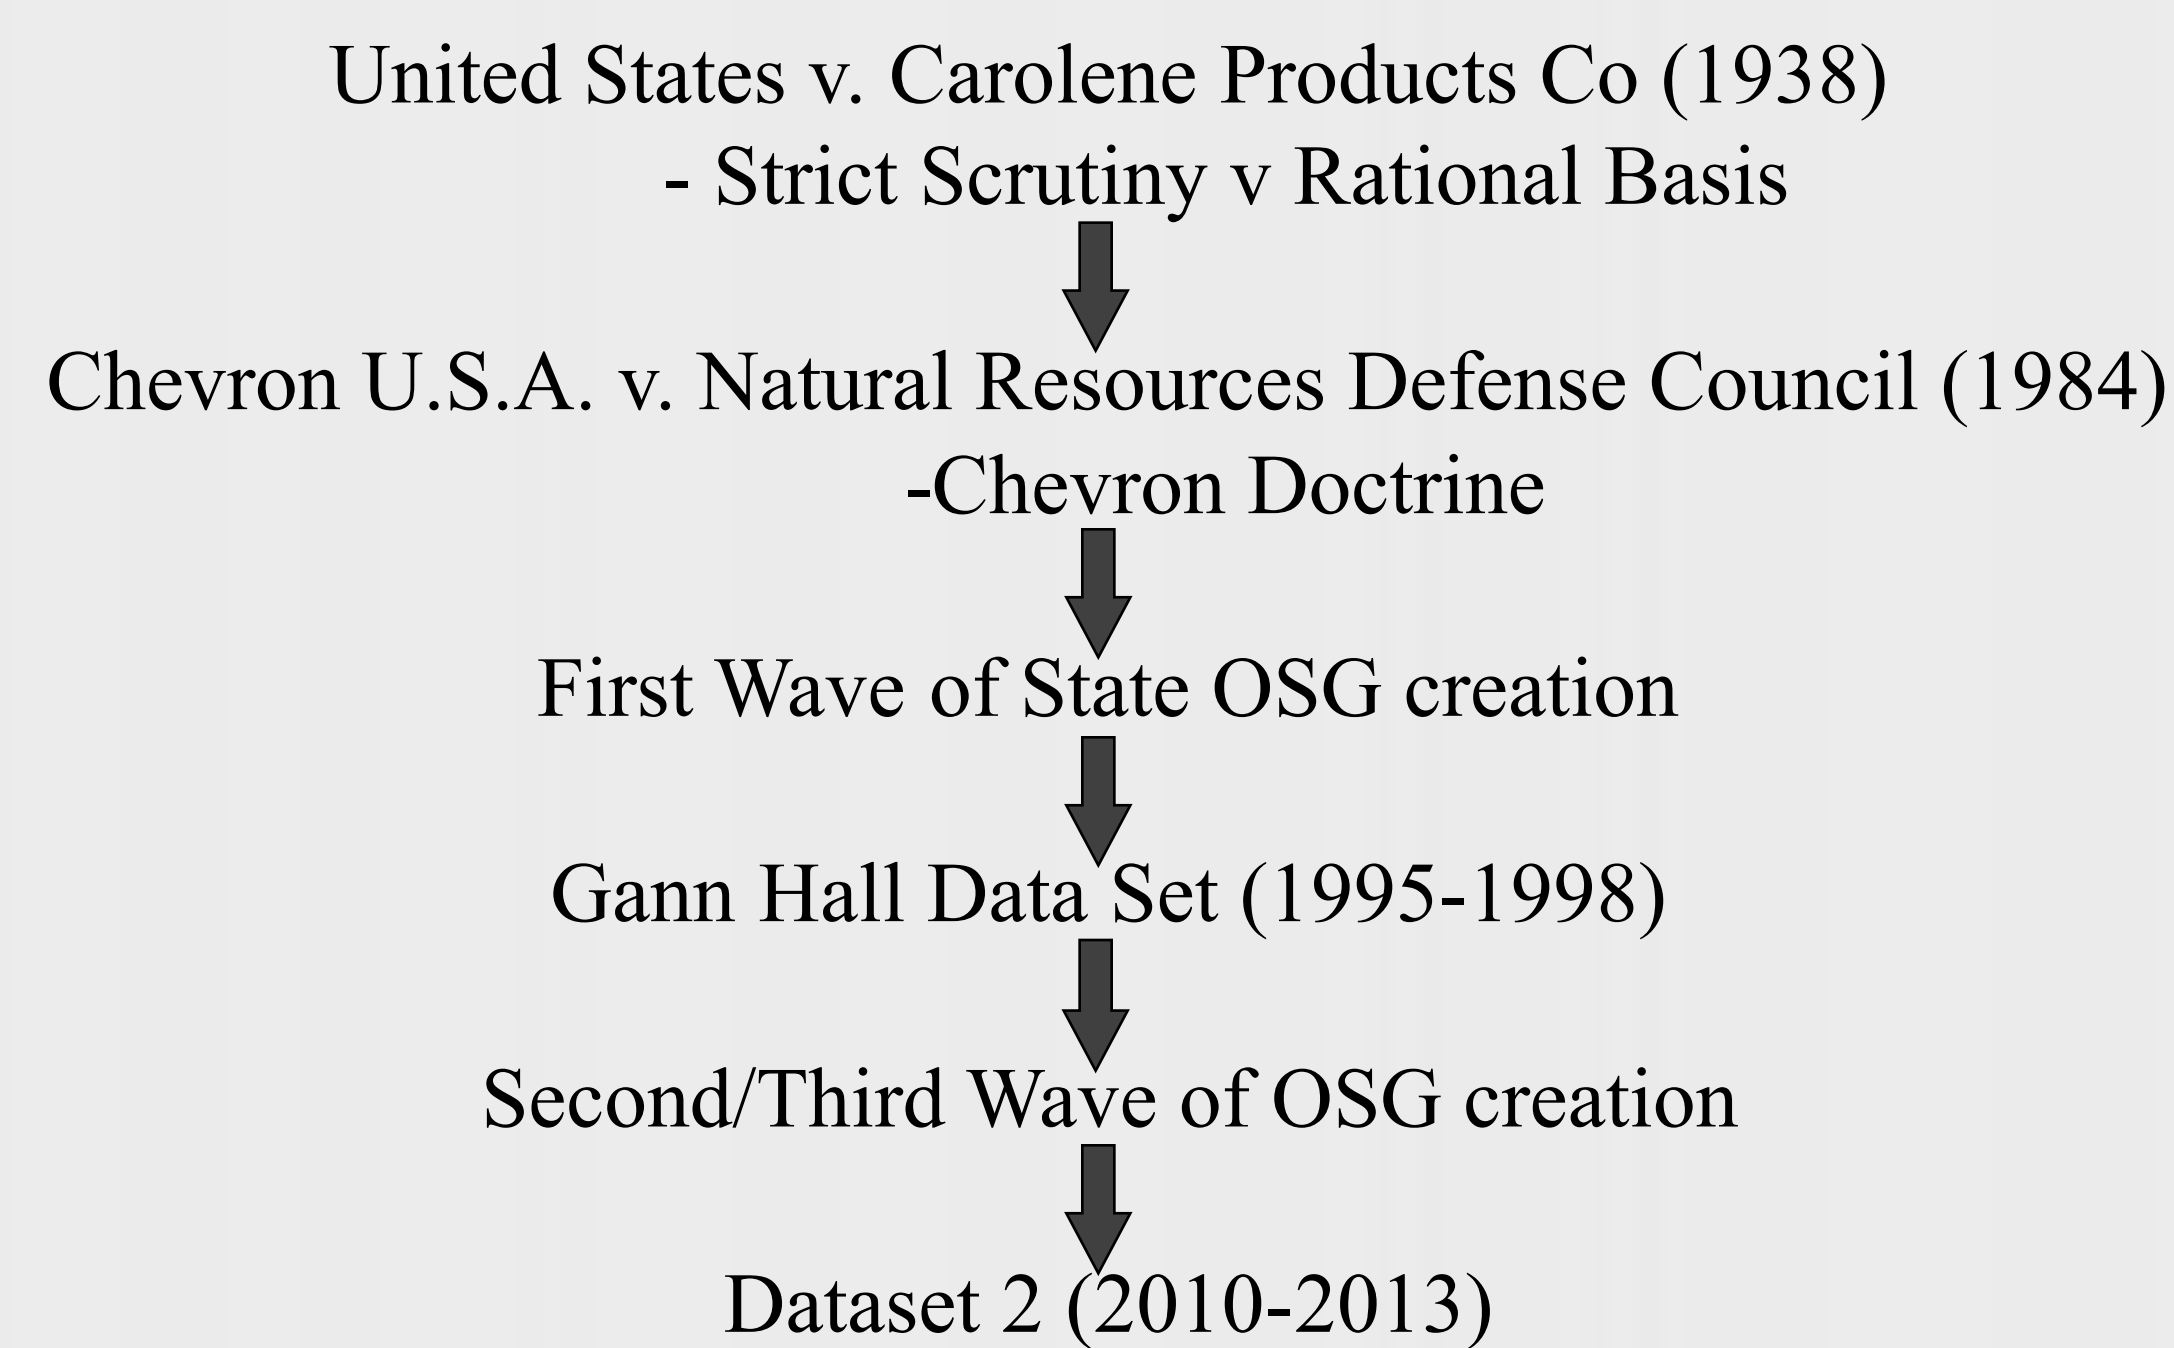 United States v. Carolene Products Co (1938)
- Strict Scrutiny v Rational Basis
Chevron U.S.A. v. Natural Resources Defense Council (1984)
-Chevron Doctrine
First Wave of State OSG creation
Gann Hall Data Set (1995-1998)
Second/Third Wave of OSG creation
Dataset 2 (2010-2013)